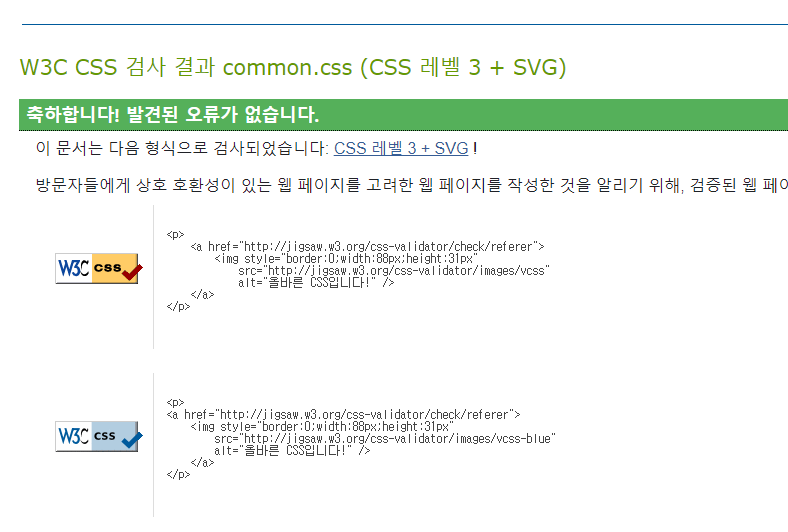 W3C CSS 검사 결과 common.css (CSS 레벨 3 + SVG)
축하합니다! 발견된 오류가 없습니다.
이 문서는 다음 형식으로 검사되었습니다: CSS 레벨 3 + SVG !
방문자들에게 상호 호환성이 있는 웹 페이지를 고려한 웹 페이지를 작성한 것을 알리기 위해, 검증된 웹 페이
W3C css
<p>
<a href="http://jigsaw.w3.org/css-validator/check/referer">
<img style="border:0;width:88px;height:31px"
src="http://jigsaw.w3.org/css-validator/images/vcss"
alt="올바른 CSS입니다!" />
</a>
</p>
W3C css
<p>
<a href="http://jigsaw.w3.org/css-validator/check/referer">
<img style="border:0;width:88px;height:31px"
src="http://jigsaw.w3.org/css-validator/images/vcss-blue"
alt="올바른 CSS입니다!" />
</a>
</p>